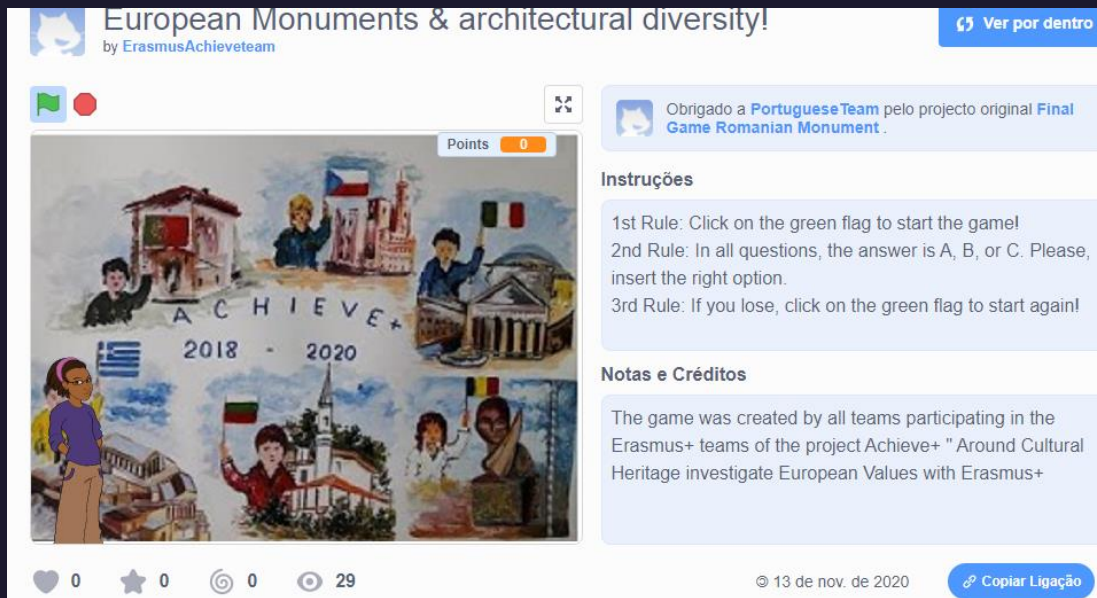 European Monuments & architectural diversity!
by ErasmusAchieveteam
Ver por dentro
Points 0
Obrigado a PortugueseTeam pelo projecto original Final
Game Romanian Monument .
Instruções
1st Rule: Click on the green flag to start the game!
2nd Rule: In all questions, the answer is A, B, or C. Please,
insert the right option.
3rd Rule: If you lose, click on the green flag to start again!
ACHIEVE+
2018 - 2020
Notas e Créditos
The game was created by all teams participating in the
Erasmus+ teams of the project Achieve+ " Around Cultural
Heritage investigate European Values with Erasmus+
0 0 0 29
© 13 de nov. de 2020
Copiar Ligação